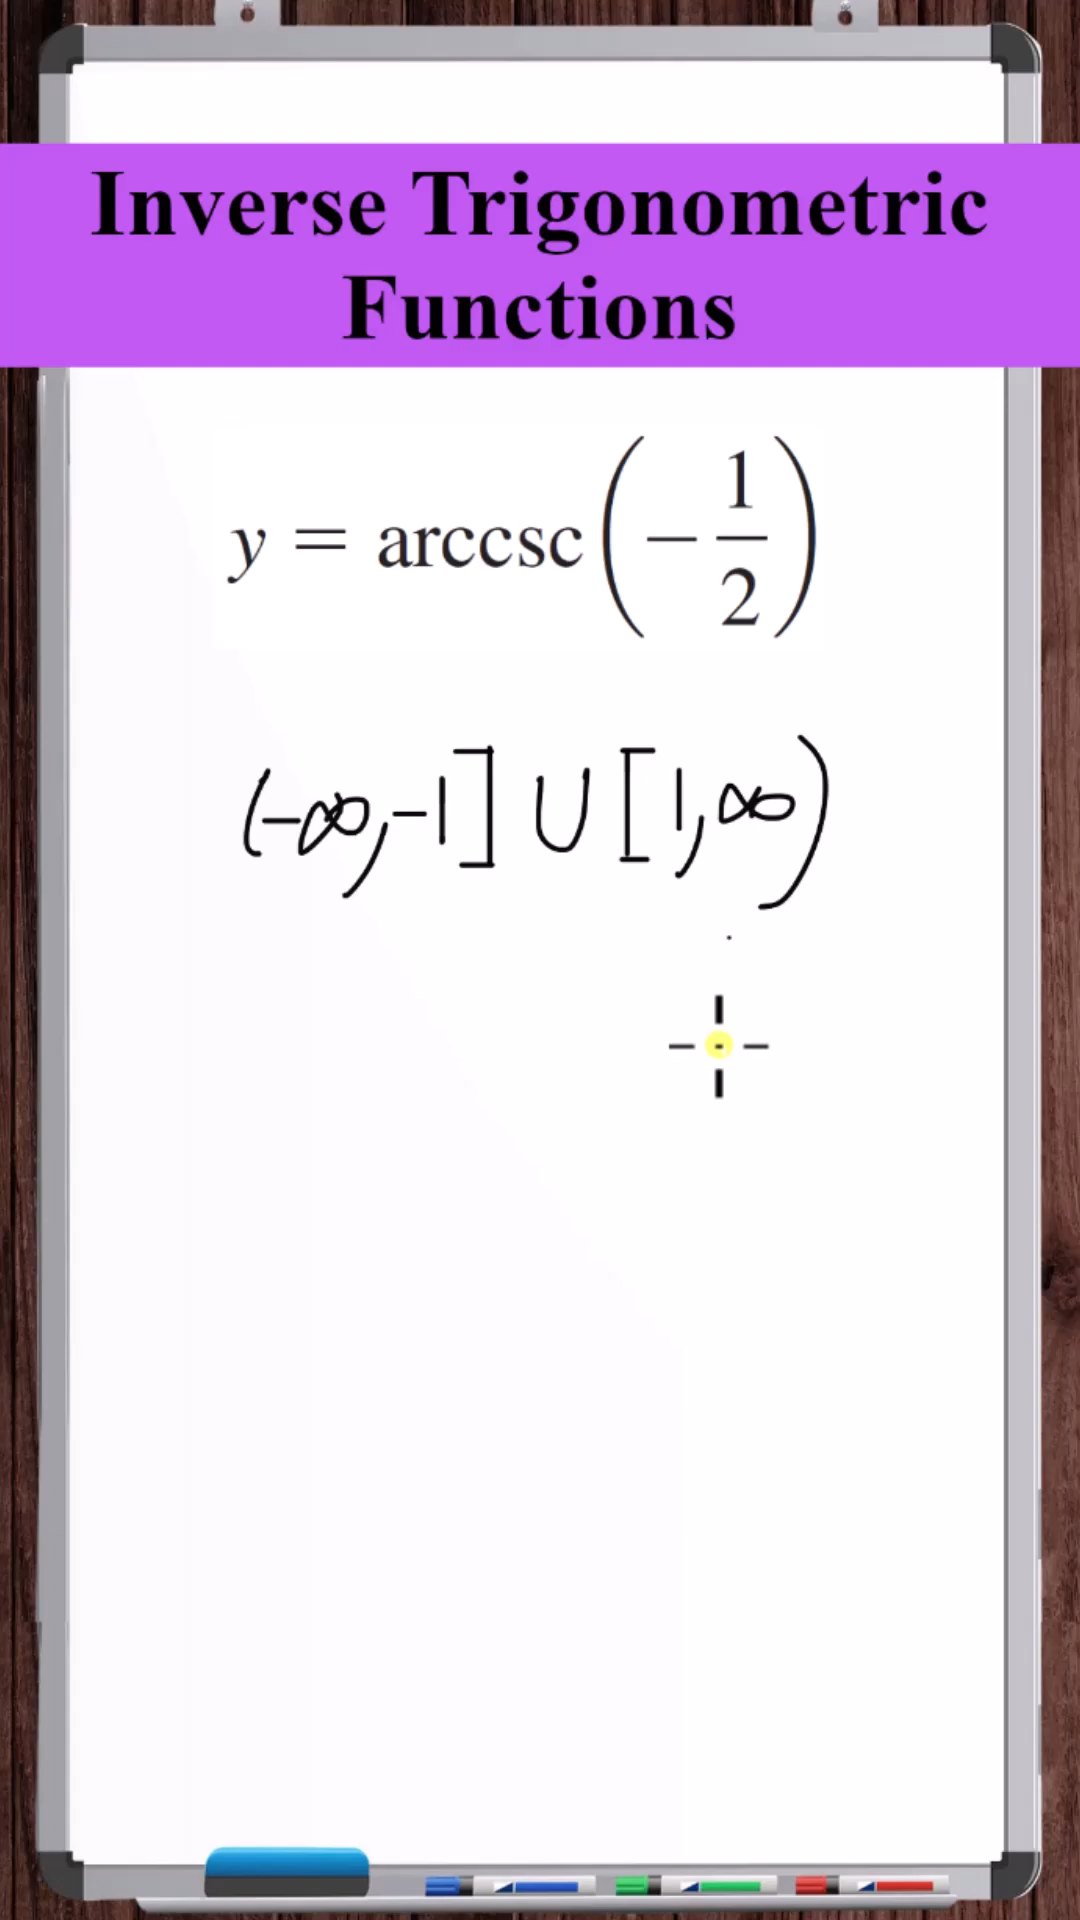 Inverse Trigonometric
Functions
y = arccsc(-1/2)
(-∞,-1] ∪ [1,∞)